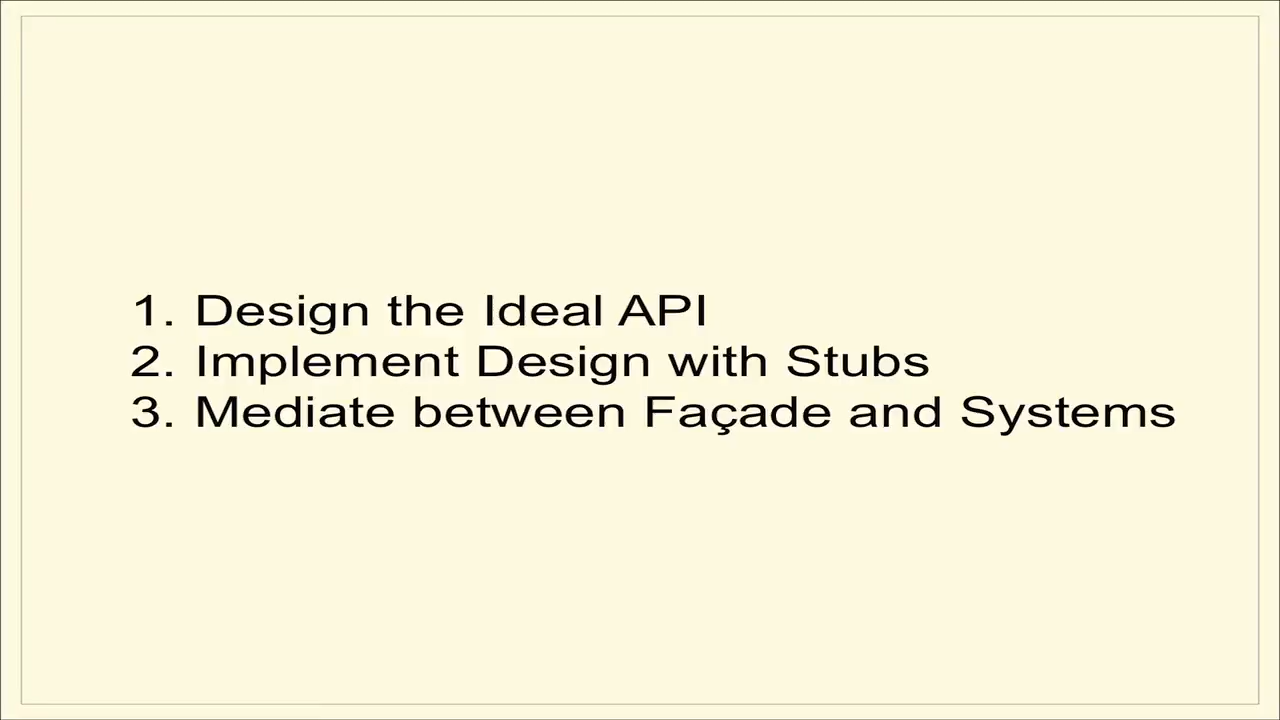 1. Design the Ideal API
2. Implement Design with Stubs
3. Mediate between Façade and Systems